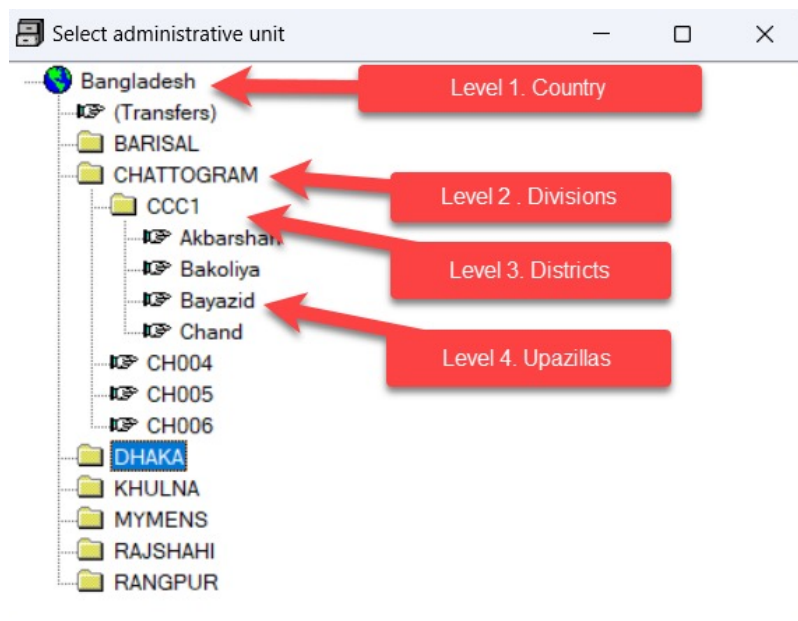 Select administrative unit
Bangladesh
Level 1. Country
(Transfers)
BARISAL
CHATTOGRAM
Level 2 . Divisions
CCC1
Akbarshah
Level 3. Districts
Bakoliya
Bayazid
Chand
Level 4. Upazillas
CH004
CH005
CH006
DHAKA
KHULNA
MYMENS
RAJSHAHI
RANGPUR